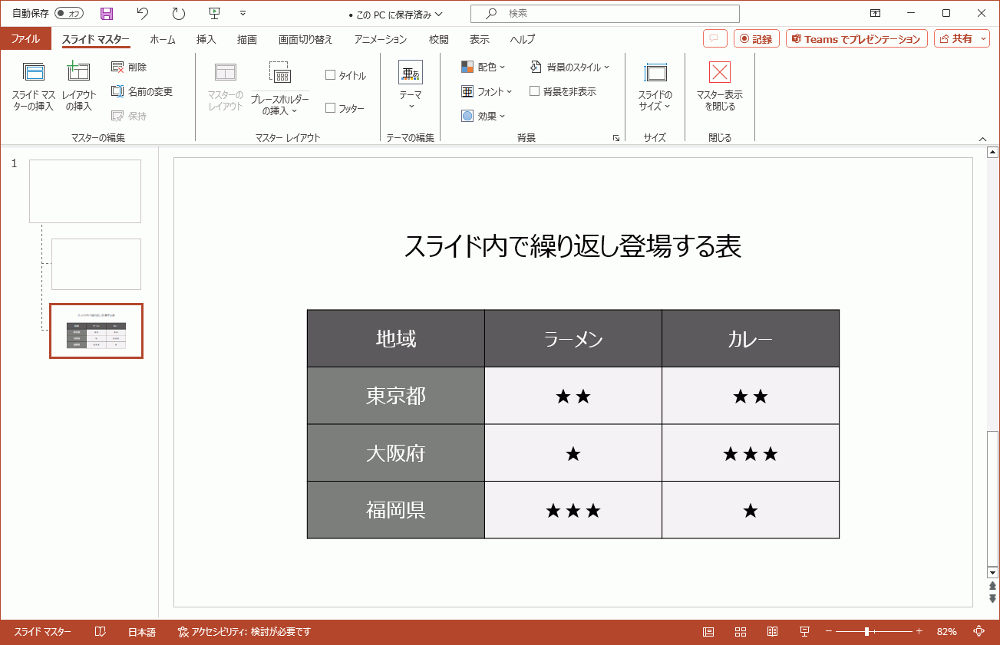 自動保存 オフ
• この PC に保存済み
検索
ファイル スライド マスター ホーム 挿入 描画 画面切り替え アニメーション 校閲 表示 ヘルプ 記録 Teams でプレゼンテーション 共有
スライド マスターの挿入
レイアウトの挿入
削除
名前の変更
保持
マスターの編集
マスターのレイアウト
プレースホルダーの挿入
タイトル
フッター
マスター レイアウト
テーマ
亜あ
テーマの編集
配色
亜 フォント
効果
背景のスタイル
背景を非表示
背景
スライドのサイズ
サイズ
マスター表示を閉じる
閉じる
1
スライド内で繰り返し登場する表
地域 ラーメン カレー
東京都 ★★ ★★
大阪府 ★ ★★★
福岡県 ★★★ ★
スライド マスター 日本語 アクセシビリティ: 検討が必要です 82%